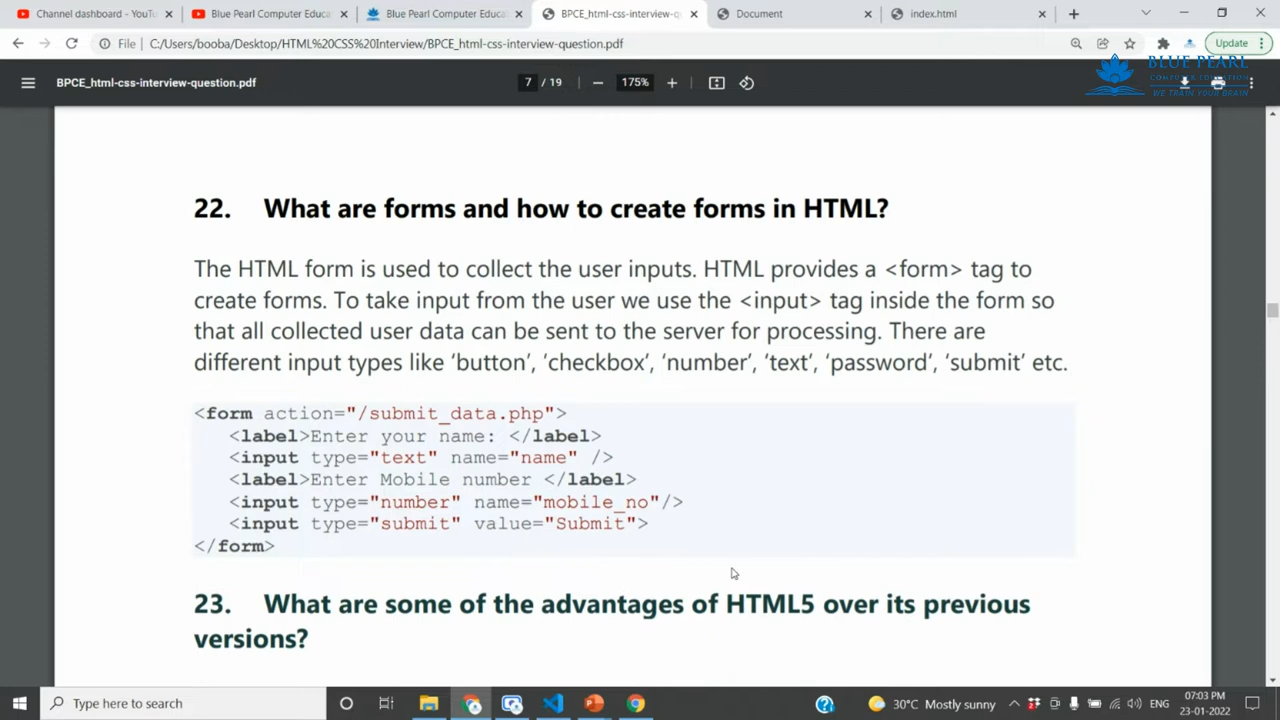 Channel dashboard - YouTu
Blue Pearl Computer Educa
Blue Pearl Computer Educa
BPCE_html-css-interview-qu
Document
index.html
File
C:/Users/booba/Desktop/HTML%20CSS%20Interview/BPCE_html-css-interview-question.pdf
Update
BPCE_html-css-interview-question.pdf
7 / 19
175%
BLUE PEARL
COMPUTER EDUCATION
WE TRAIN YOUR BRAIN
22. What are forms and how to create forms in HTML?
The HTML form is used to collect the user inputs. HTML provides a <form> tag to
create forms. To take input from the user we use the <input> tag inside the form so
that all collected user data can be sent to the server for processing. There are
different input types like ‘button’, ‘checkbox’, ‘number’, ‘text’, ‘password’, ‘submit’ etc.
<form action="/submit_data.php">
<label>Enter your name: </label>
<input type="text" name="name" />
<label>Enter Mobile number </label>
<input type="number" name="mobile_no"/>
<input type="submit" value="Submit">
</form>
23. What are some of the advantages of HTML5 over its previous
versions?
Type here to search
30°C Mostly sunny
ENG
07:03 PM
23-01-2022